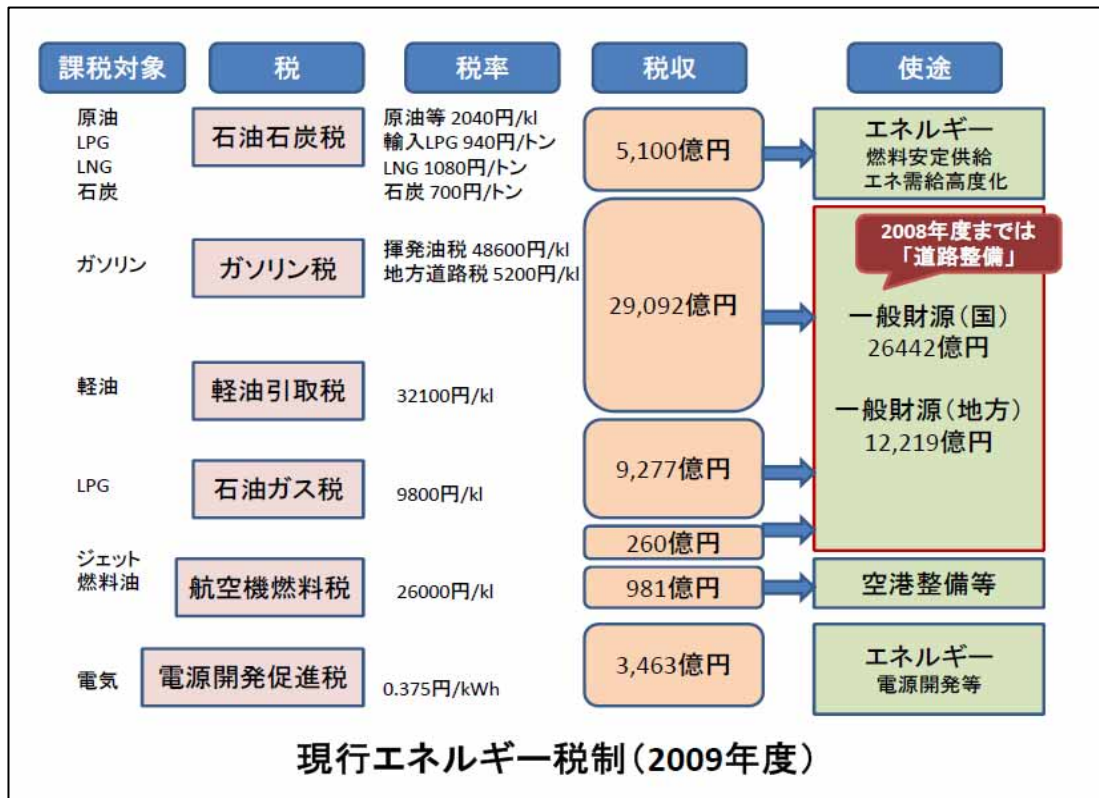 課税対象
税
税率
税収
使途
原油
LPG
LNG
石炭
石油石炭税
原油等 2040円/kl
輸入LPG 940円/トン
LNG 1080円/トン
石炭 700円/トン
5,100億円
エネルギー
燃料安定供給
エネ需給高度化
ガソリン
ガソリン税
揮発油税 48600円/kl
地方道路税 5200円/kl
29,092億円
2008年度までは
「道路整備」
一般財源(国)
26442億円
一般財源(地方)
12,219億円
軽油
軽油引取税
32100円/kl
LPG
石油ガス税
9800円/kl
9,277億円
260億円
ジェット
燃料油
航空機燃料税
26000円/kl
981億円
空港整備等
電気
電源開発促進税
0.375円/kWh
3,463億円
エネルギー
電源開発等
現行エネルギー税制(2009年度)